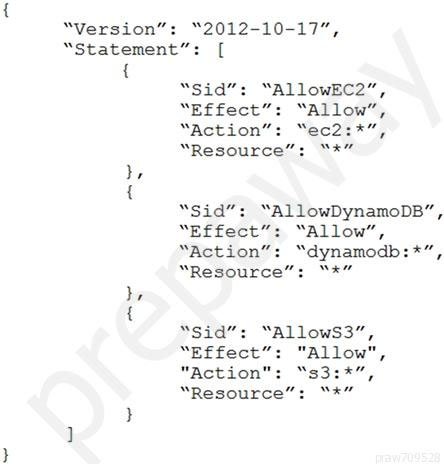 {
“Version”: “2012-10-17”,
“Statement”: [
{
“Sid”: “AllowEC2”,
“Effect”: “Allow”,
“Action”: “ec2:*”,
“Resource”: “*”
},
{
“Sid”: “AllowDynamoDB”,
“Effect”: “Allow”,
“Action”: “dynamodb:*”,
“Resource”: “*”
},
{
“Sid”: “AllowS3”,
“Effect”: "Allow",
"Action": “s3:*”,
“Resource”: “*”
}
]
}
prepaway
praw709528